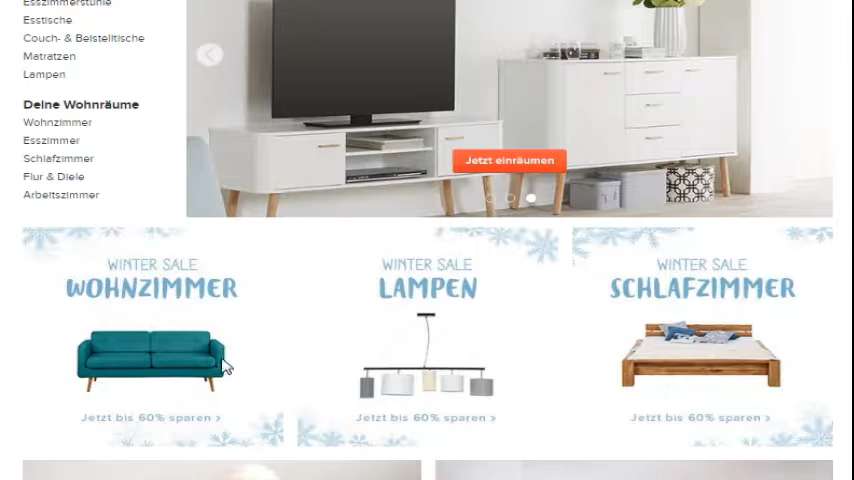 Esszimmerstühle
Esstische
Couch- & Beistelltische
Matratzen
Lampen
Deine Wohnräume
Wohnzimmer
Esszimmer
Schlafzimmer
Flur & Diele
Arbeitszimmer
Jetzt einräumen
WINTER SALE
WOHNZIMMER
Jetzt bis 60% sparen >
WINTER SALE
LAMPEN
Jetzt bis 60% sparen >
WINTER SALE
SCHLAFZIMMER
Jetzt bis 60% sparen >